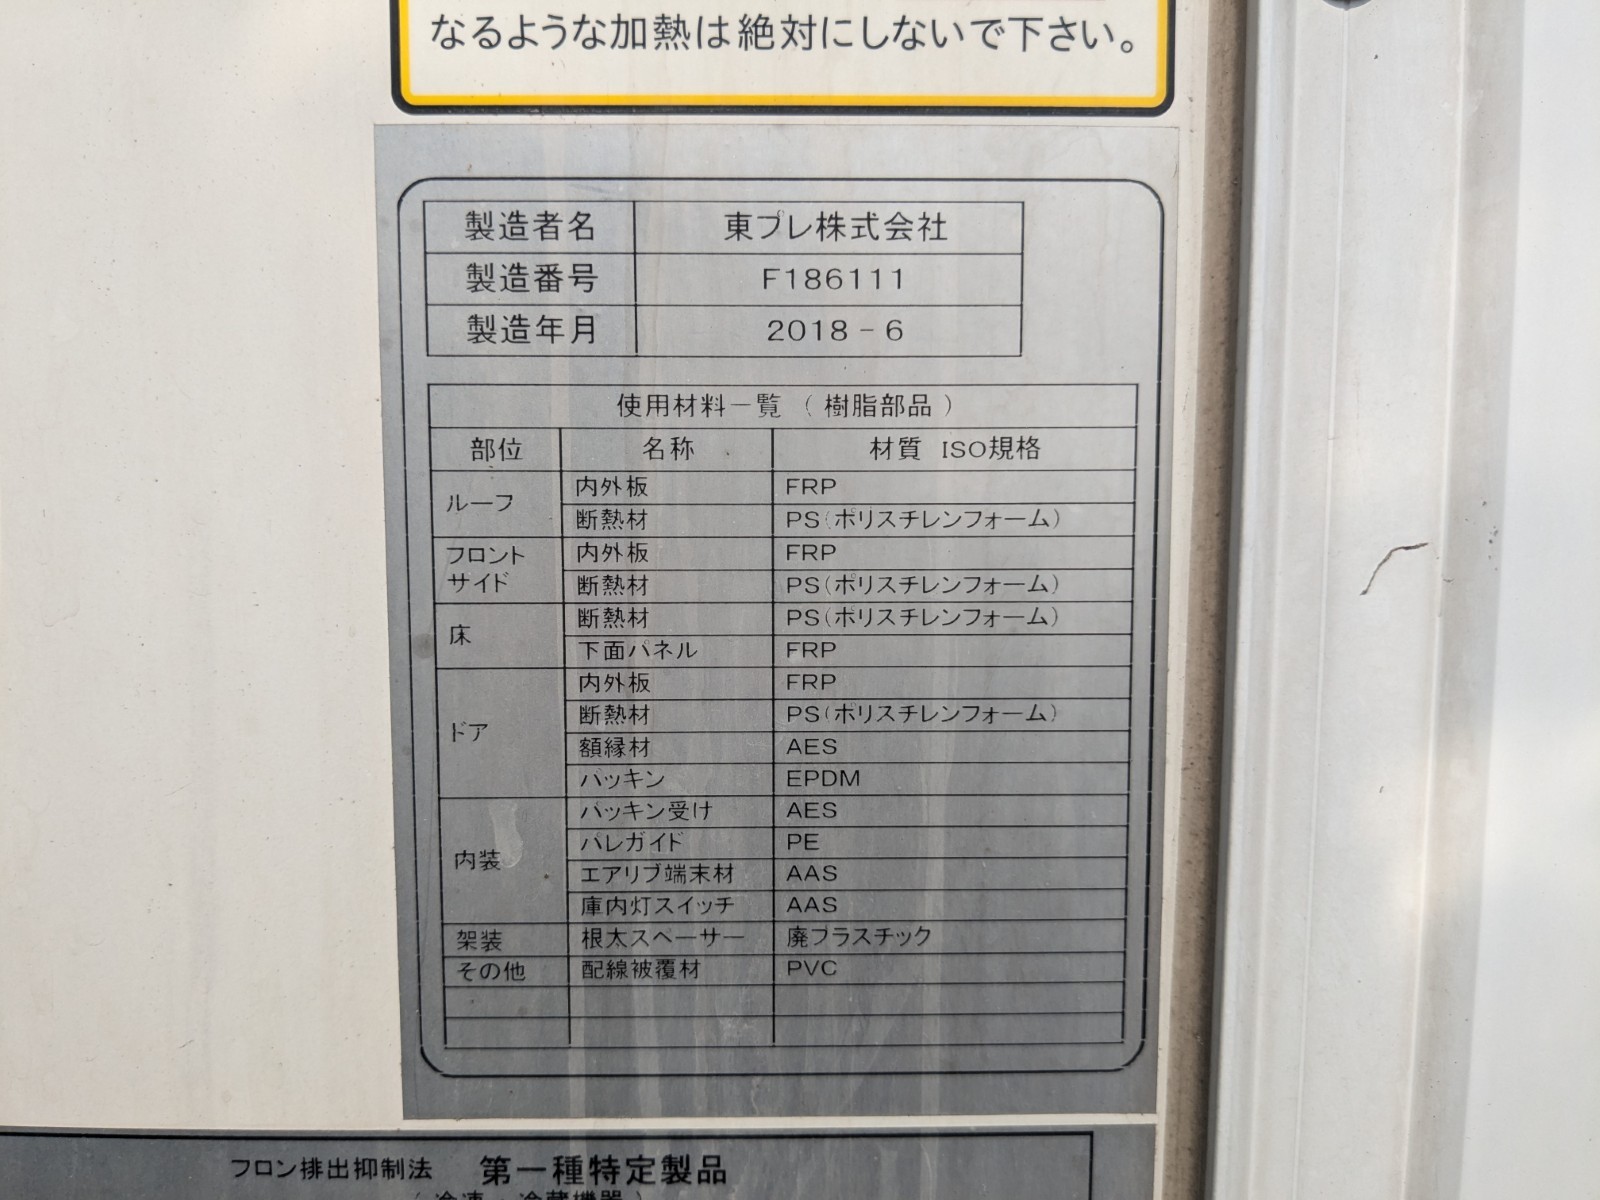 なるような加熱は絶対にしないで下さい。
製造者名 東プレ株式会社
製造番号 F186111
製造年月 2018-6
使用材料一覧(樹脂部品)
部位 名称 材質 ISO規格
ルーフ 内外板 FRP
断熱材 PS(ポリスチレンフォーム)
フロント サイド 内外板 FRP
断熱材 PS(ポリスチレンフォーム)
床 断熱材 PS(ポリスチレンフォーム)
下面パネル FRP
ドア 内外板 FRP
断熱材 PS(ポリスチレンフォーム)
額縁材 AES
パッキン EPDM
内装 パッキン受け AES
パレガイド PE
エアリブ端末材 AAS
庫内灯スイッチ AAS
架装 根太スペーサー 廃プラスチック
その他 配線被覆材 PVC
フロン排出抑制法 第一種特定製品
(冷凍・冷蔵機器)